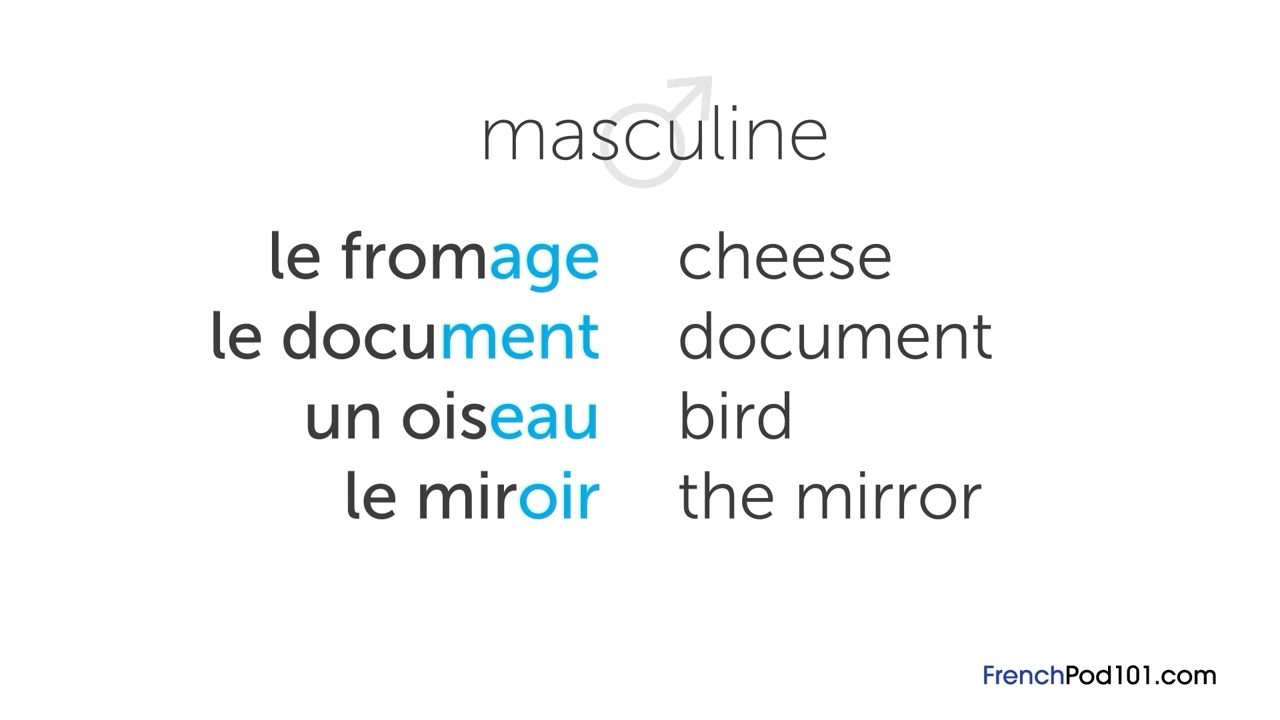 masculine
le fromage cheese
le document document
un oiseau bird
le miroir the mirror
FrenchPod101.com